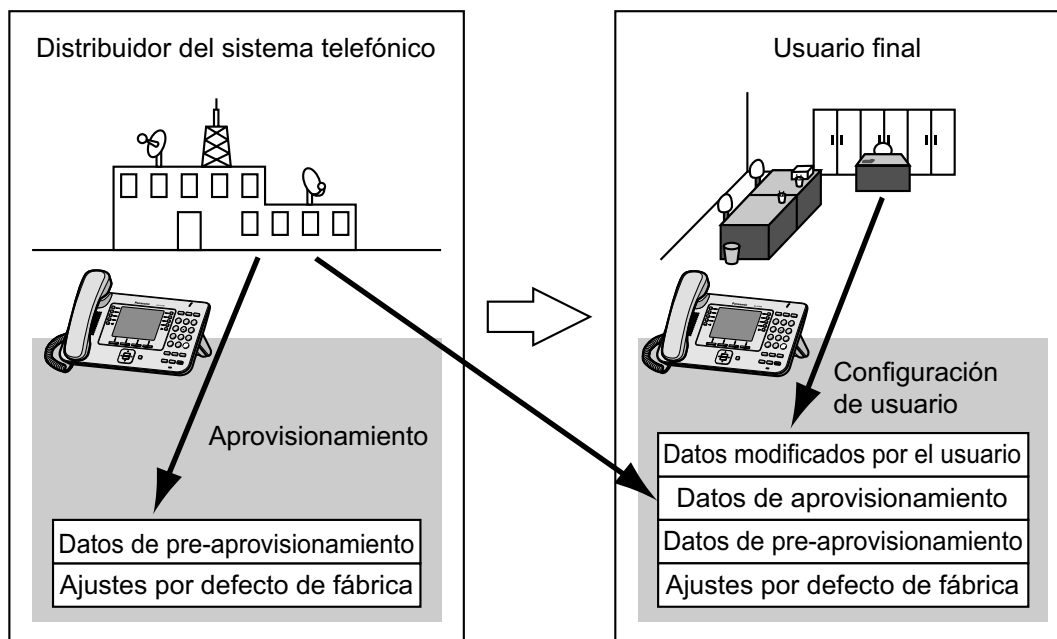 Distribuidor del sistema telefónico
Aprovisionamiento
Datos de pre-aprovisionamiento
Ajustes por defecto de fábrica
Usuario final
Configuración
de usuario
Datos modificados por el usuario
Datos de aprovisionamiento
Datos de pre-aprovisionamiento
Ajustes por defecto de fábrica